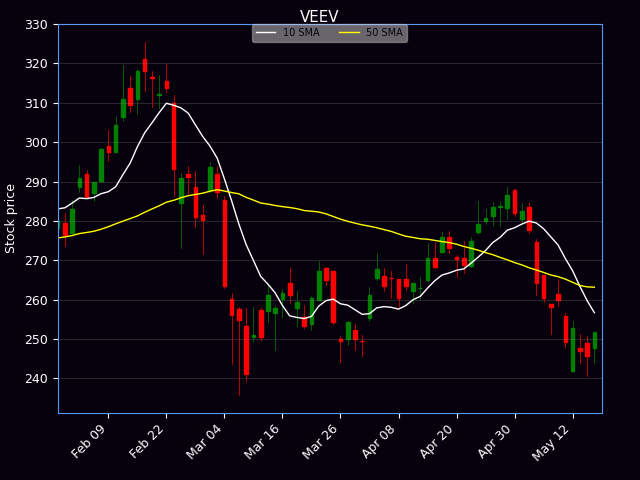 VEEV
10 SMA
50 SMA
Stock price
330
320
310
300
290
280
270
260
250
240
Feb 09
Feb 22
Mar 04
Mar 16
Mar 26
Apr 08
Apr 20
Apr 30
May 12